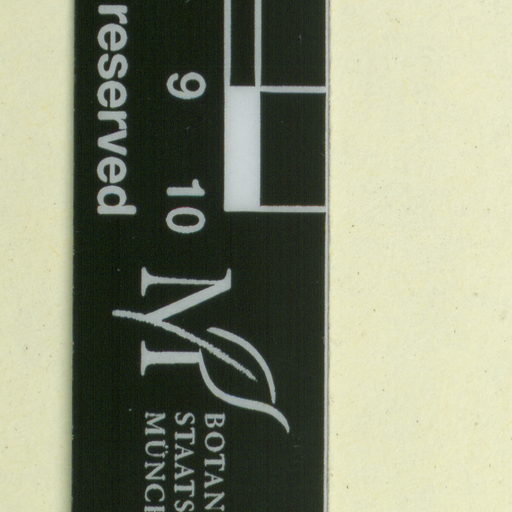 reserved
9 10
M
BOTAN
STAATS
MÜNCH